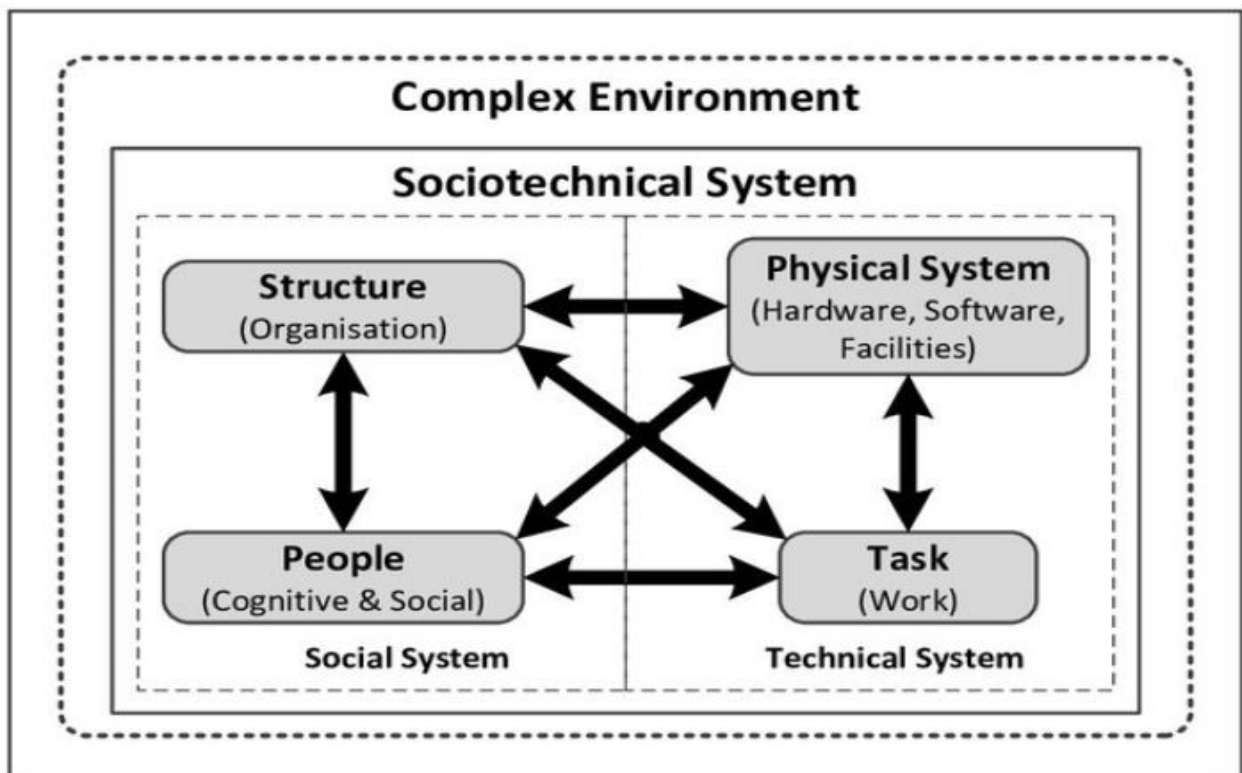 Complex Environment
Sociotechnical System
Structure
(Organisation)
Physical System
(Hardware, Software,
Facilities)
People
(Cognitive & Social)
Task
(Work)
Social System
Technical System